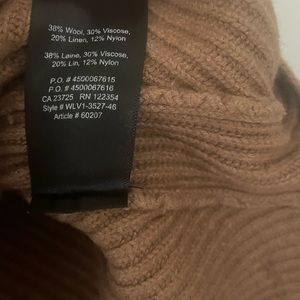 38% Wool, 30% Viscose,
20% Linen, 12% Nylon
38% Laine, 30% Viscose,
20% Lin, 12% Nylon
P.O. # 4500067615
P.O. # 4500067616
CA 23725 RN 122354
Style # WLV1-3527-46
Article # 60207